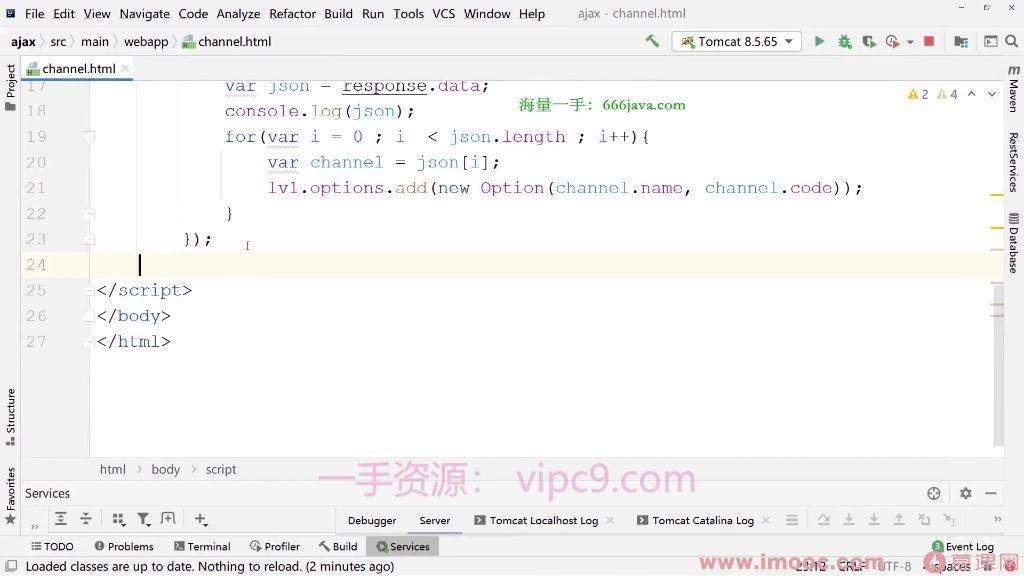 File Edit View Navigate Code Analyze Refactor Build Run Tools VCS Window Help ajax - channel.html
ajax src main webapp channel.html Tomcat 8.5.65
channel.html
Project
Structure
Favorites
Maven
RestServices
Database
2 4
17 var json = response.data;
海量一手：666java.com
18 console.log(json);
19 for(var i = 0 ; i < json.length ; i++){
20 var channel = json[i];
21 lv1.options.add(new Option(channel.name, channel.code));
22 }
23 });
24
25 </script>
26 </body>
27 </html>
html body script
一手资源： vipc9.com
Services
Debugger Server Tomcat Localhost Log Tomcat Catalina Log
TODO Problems Terminal Profiler Build Services 3 Event Log
Loaded classes are up to date. Nothing to reload. (2 minutes ago) 23:12 CRLF UTF-8 4 spaces
www.imooc.com 慕课网